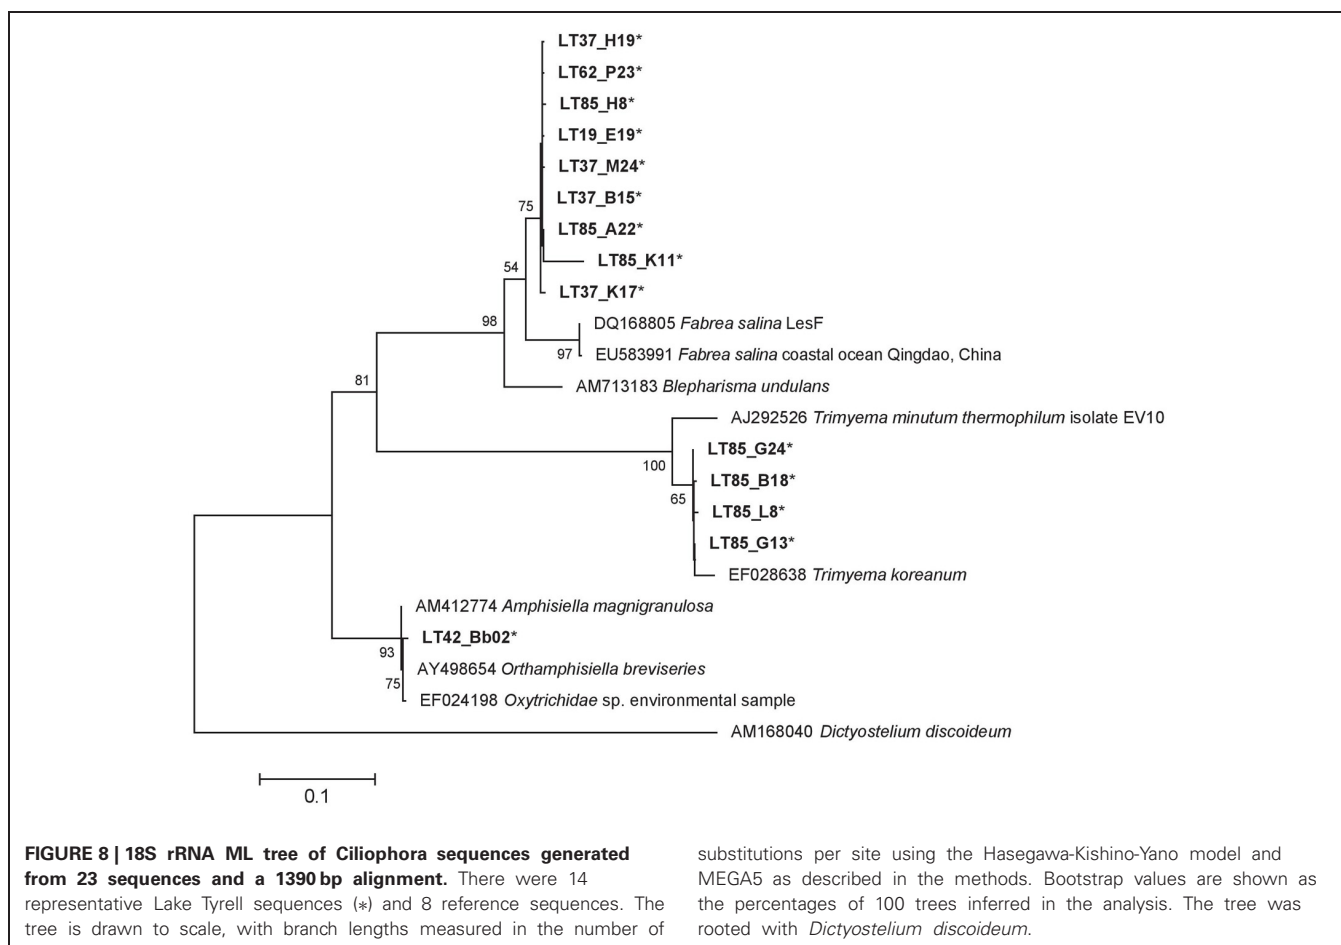 LT37_H19*
LT62_P23*
LT85_H8*
LT19_E19*
LT37_M24*
LT37_B15*
75
LT85_A22*
LT85_K11*
54
LT37_K17*
98
DQ168805 Fabrea salina LesF
97
EU583991 Fabrea salina coastal ocean Qingdao, China
81
AM713183 Blepharisma undulans
AJ292526 Trimyema minutum thermophilum isolate EV10
LT85_G24*
100
LT85_B18*
65
LT85_L8*
LT85_G13*
EF028638 Trimyema koreanum
AM412774 Amphisiella magnigranulosa
LT42_Bb02*
93
AY498654 Orthamphisiella breviseries
75
EF024198 Oxytrichidae sp. environmental sample
AM168040 Dictyostelium discoideum
0.1
FIGURE 8 | 18S rRNA ML tree of Ciliophora sequences generated
from 23 sequences and a 1390 bp alignment. There were 14
representative Lake Tyrell sequences (*) and 8 reference sequences. The
tree is drawn to scale, with branch lengths measured in the number of
substitutions per site using the Hasegawa-Kishino-Yano model and
MEGA5 as described in the methods. Bootstrap values are shown as
the percentages of 100 trees inferred in the analysis. The tree was
rooted with Dictyostelium discoideum.